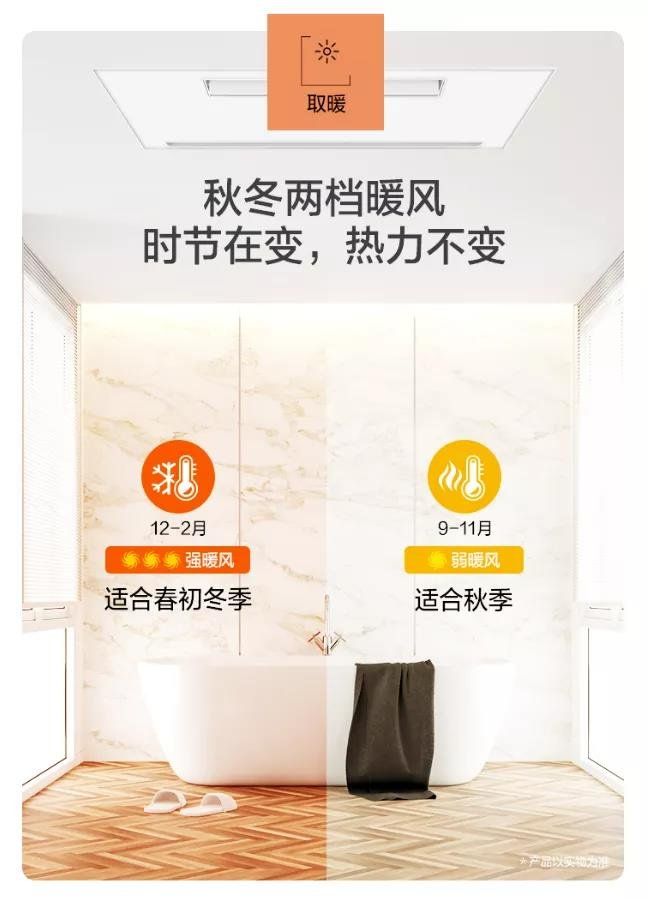 取暖
秋冬两档暖风
时节在变，热力不变
12-2月
强暖风
适合春初冬季
9-11月
弱暖风
适合秋季
*产品以实物为准